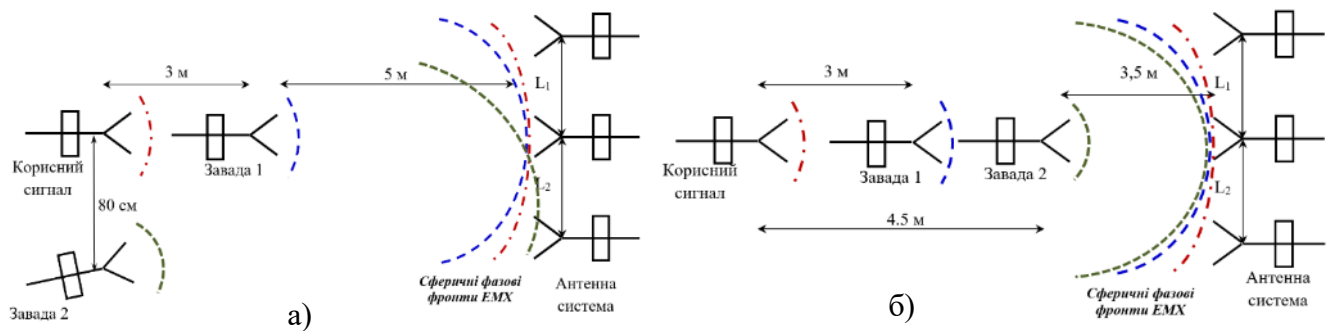 3 м
5 м
L₁
Корисний
сигнал
Завада 1
80 см
L₂
Завада 2
Сферичні фазові
фронти ЕМХ
Антенна
система
а)
3 м
3,5 м
L₁
Корисний
сигнал
Завада 1
Завада 2
4.5 м
L₂
Сферичні фазові
фронти ЕМХ
Антенна
система
б)